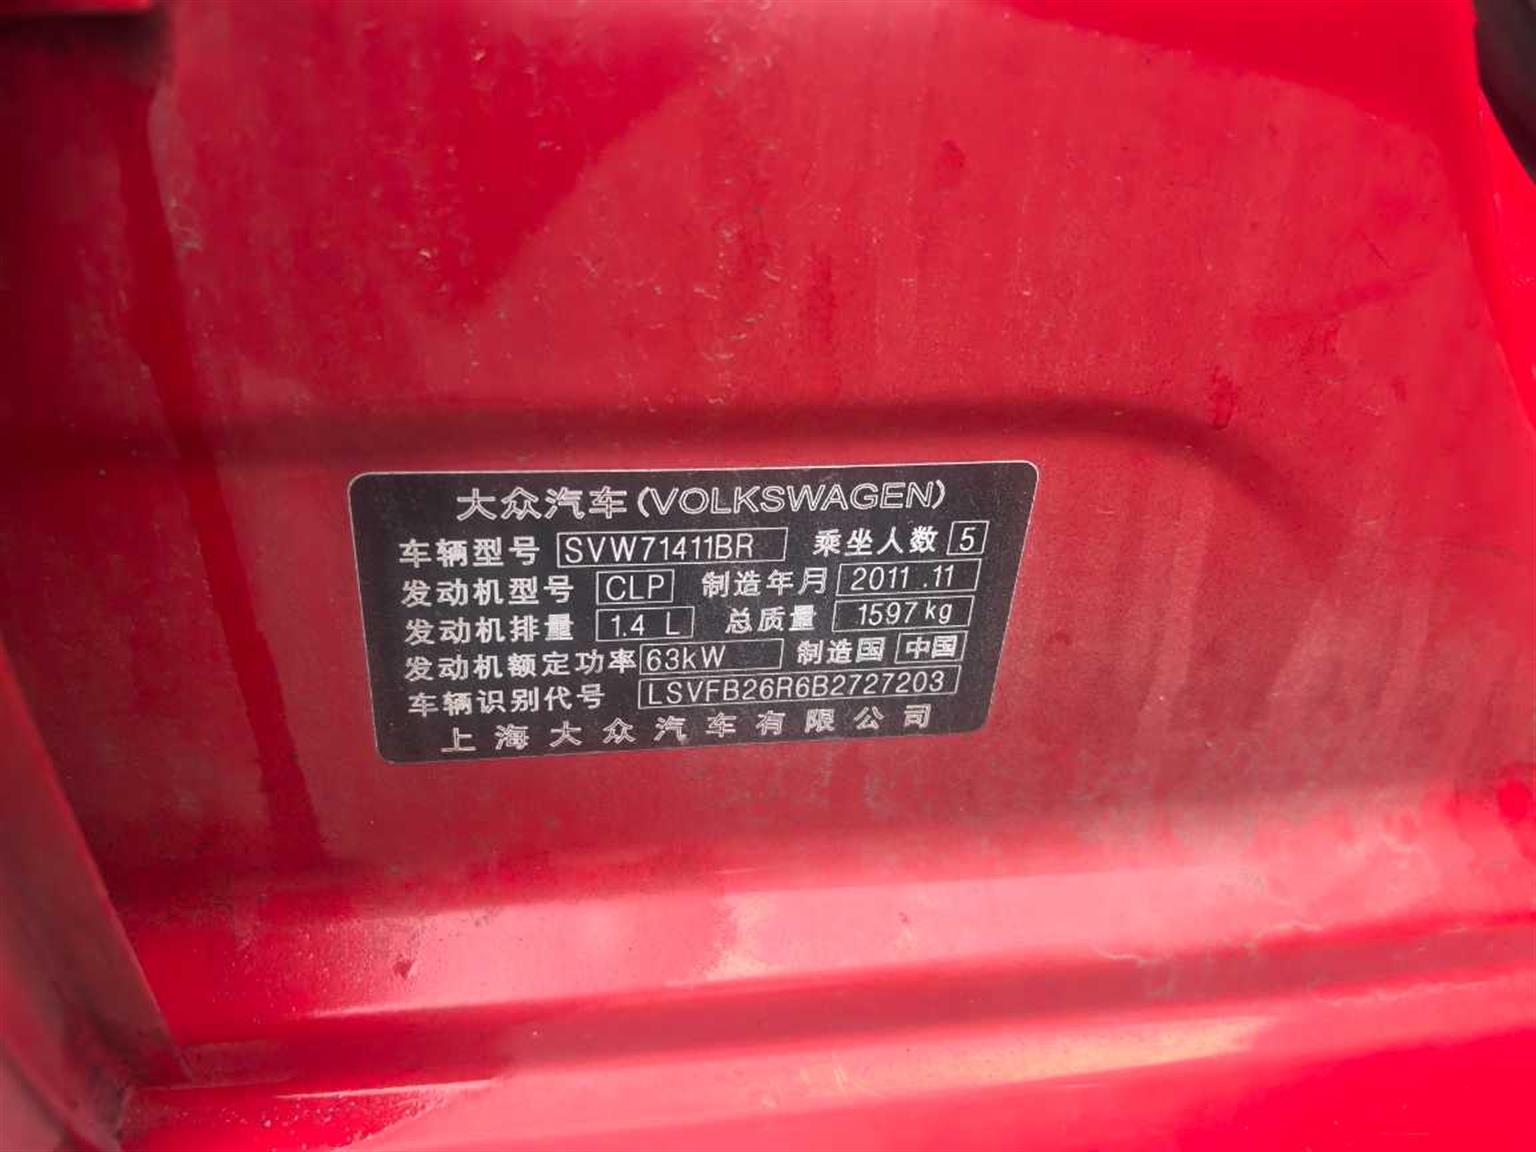 大众汽车(VOLKSWAGEN)
车辆型号 SVW71411BR 乘坐人数 5
发动机型号 CLP 制造年月 2011.11
发动机排量 1.4 L 总质量 1597kg
发动机额定功率 63kW 制造国 中国
车辆识别代号 LSVFB26R6B2727203
上海大众汽车有限公司